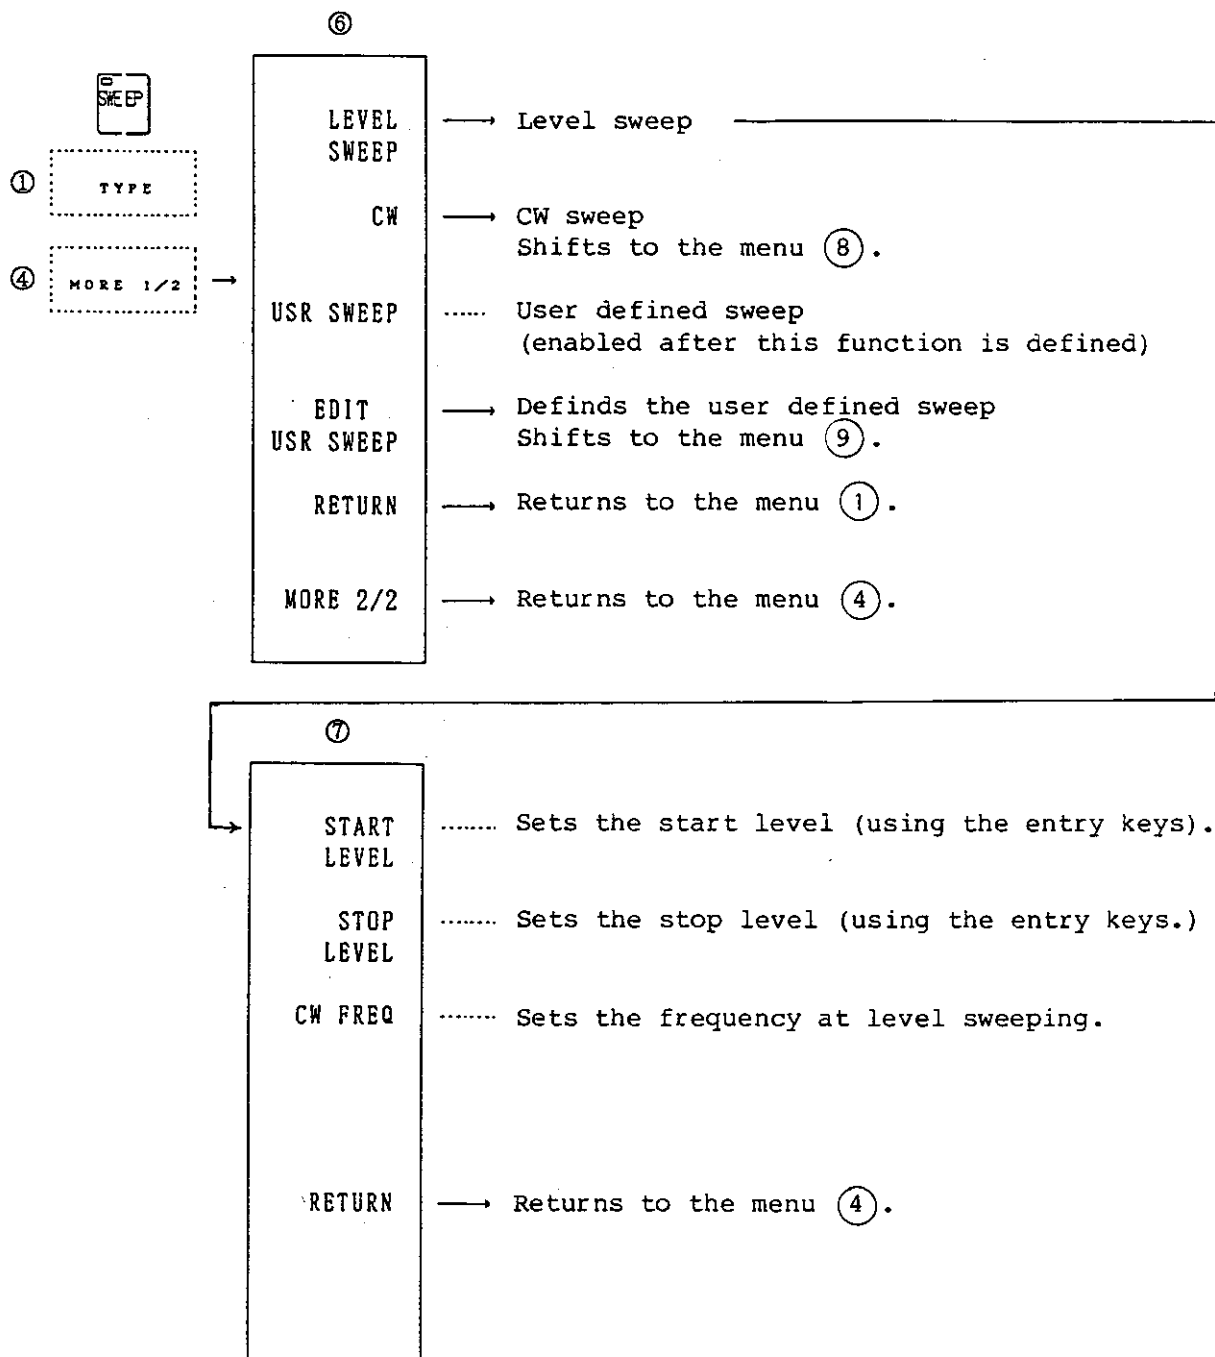 ⑥
SWEEP
① TYPE
④ MORE 1/2
LEVEL SWEEP → Level sweep
CW → CW sweep
Shifts to the menu ⑧.
USR SWEEP ..... User defined sweep
(enabled after this function is defined)
EDIT USR SWEEP → Definds the user defined sweep
Shifts to the menu ⑨.
RETURN → Returns to the menu ①.
MORE 2/2 → Returns to the menu ④.
⑦
START LEVEL ....... Sets the start level (using the entry keys).
STOP LEVEL ....... Sets the stop level (using the entry keys.)
CW FREQ ....... Sets the frequency at level sweeping.
RETURN → Returns to the menu ④.